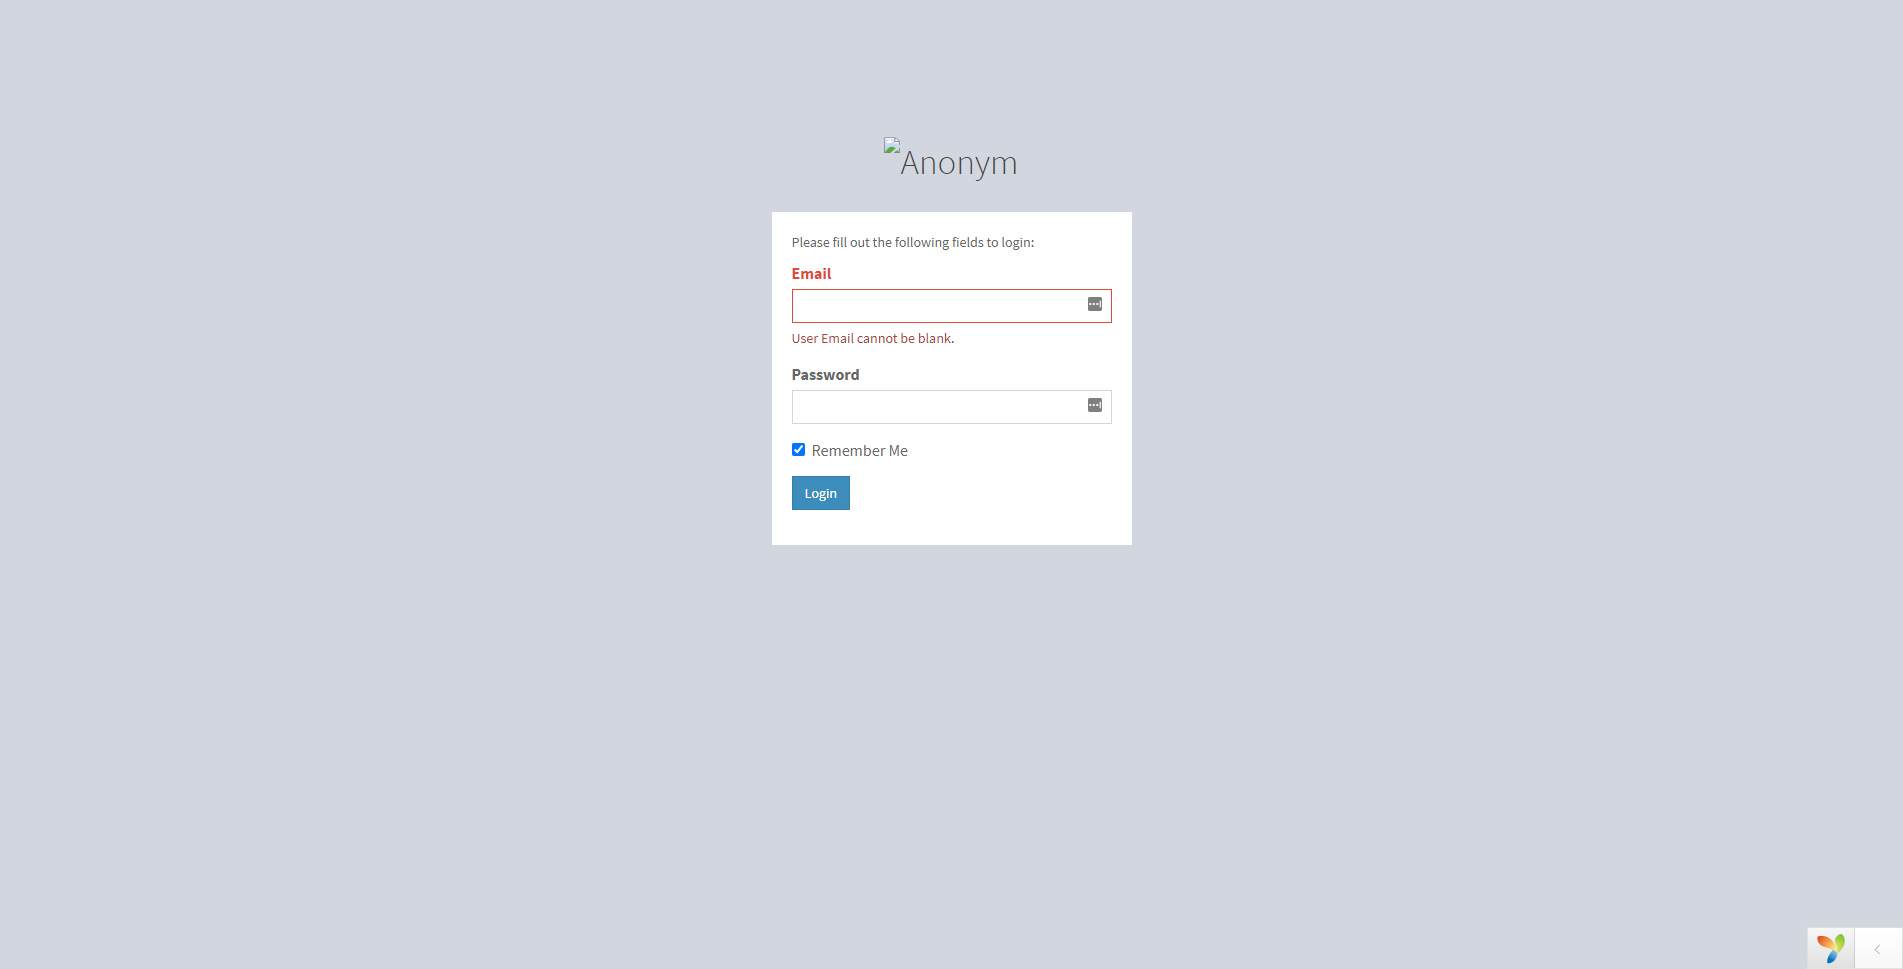 Anonym
Please fill out the following fields to login:
Email
User Email cannot be blank.
Password
Remember Me
Login